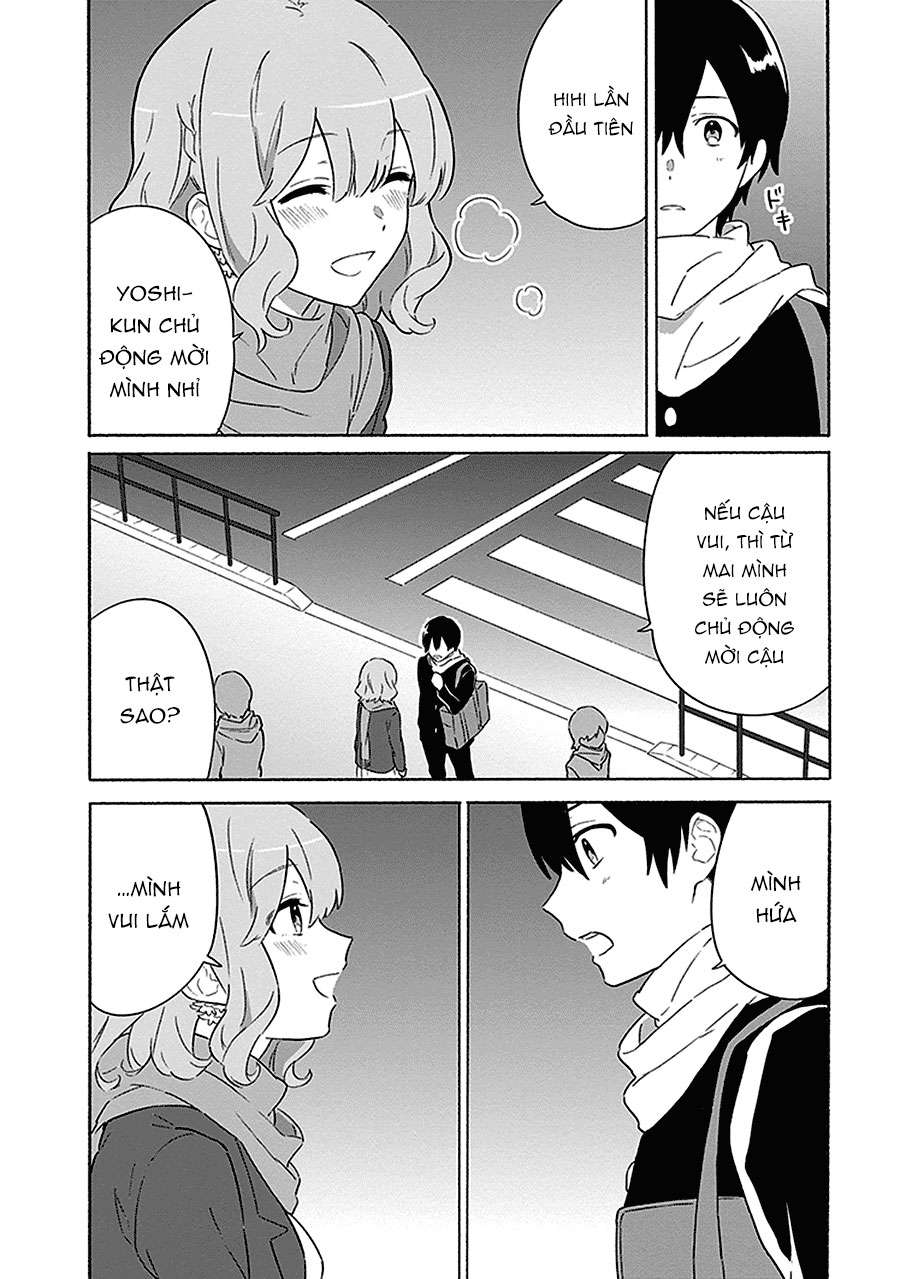 ドキ
HIHI LẦN
ĐẦU TIÊN
YOSHI-
KUN CHỦ
ĐỘNG MỜI
MÌNH NHỈ
NẾU CẬU
VUI, THÌ TỪ
MAI MÌNH
SẼ LUÔN
CHỦ ĐỘNG
MỜI CẬU
THẬT
SAO?
MÌNH
HỨA
...MÌNH
VUI LẮM